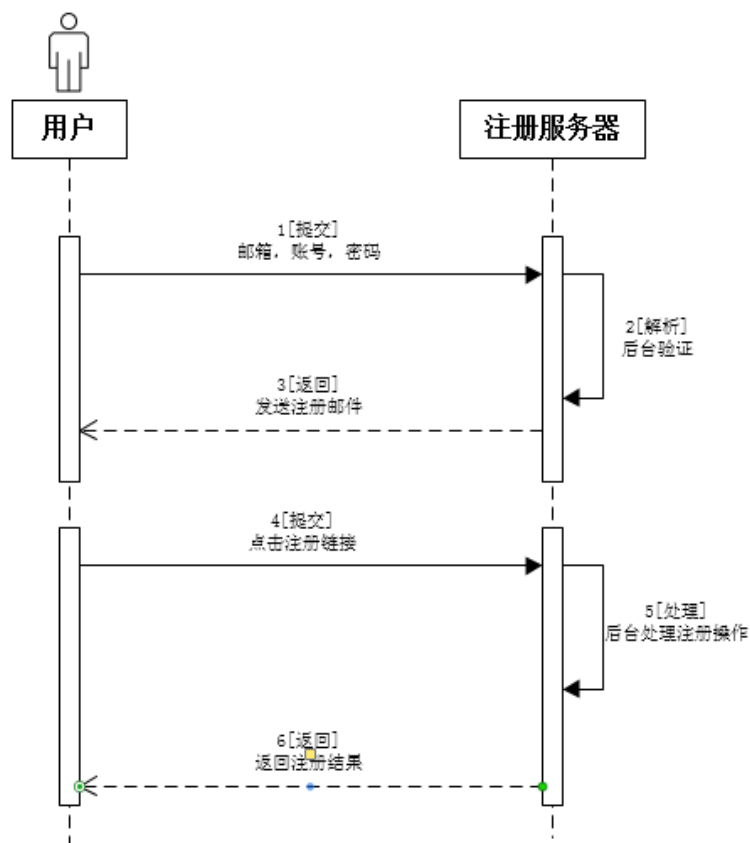 用户
注册服务器
1[提交]
邮箱，账号，密码
2[解析]
后台验证
3[返回]
发送注册邮件
4[提交]
点击注册链接
5[处理]
后台处理注册操作
6[返回]
返回注册结果